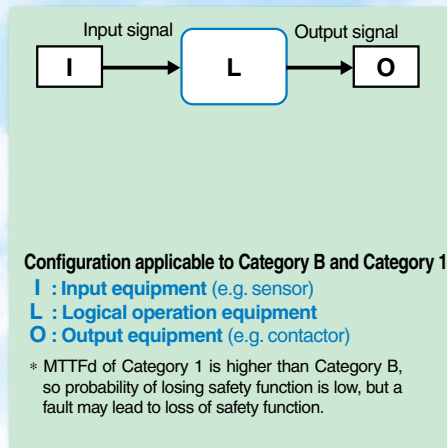 Input signal Output signal
I L O
Configuration applicable to Category B and Category 1
I : Input equipment (e.g. sensor)
L : Logical operation equipment
O : Output equipment (e.g. contactor)
* MTTFd of Category 1 is higher than Category B,
so probability of losing safety function is low, but a
fault may lead to loss of safety function.